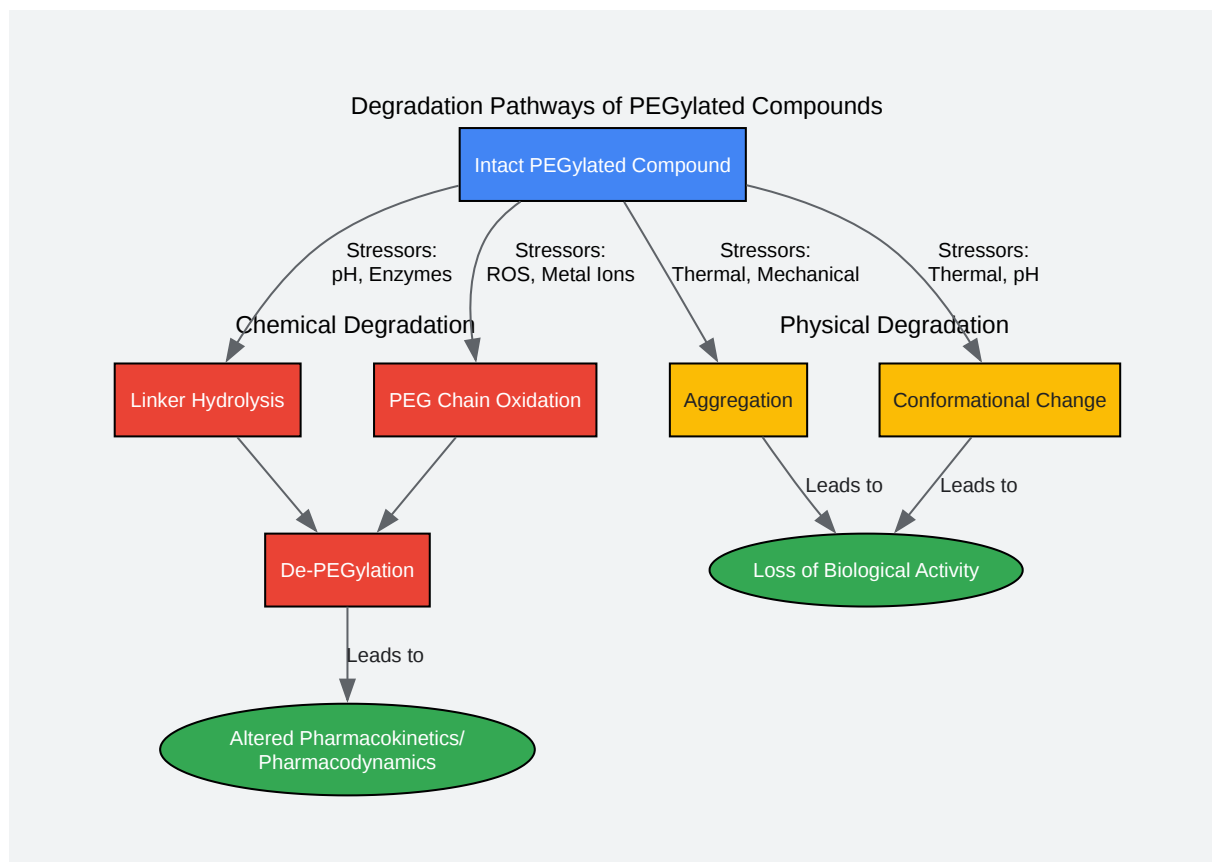 Degradation Pathways of PEGylated Compounds
Intact PEGylated Compound
Stressors:
pH, Enzymes
Stressors:
ROS, Metal Ions
Stressors:
Thermal, Mechanical
Stressors:
Thermal, pH
Chemical Degradation
Physical Degradation
Linker Hydrolysis
PEG Chain Oxidation
Aggregation
Conformational Change
Leads to
Leads to
De-PEGylation
Loss of Biological Activity
Leads to
Altered Pharmacokinetics/
Pharmacodynamics